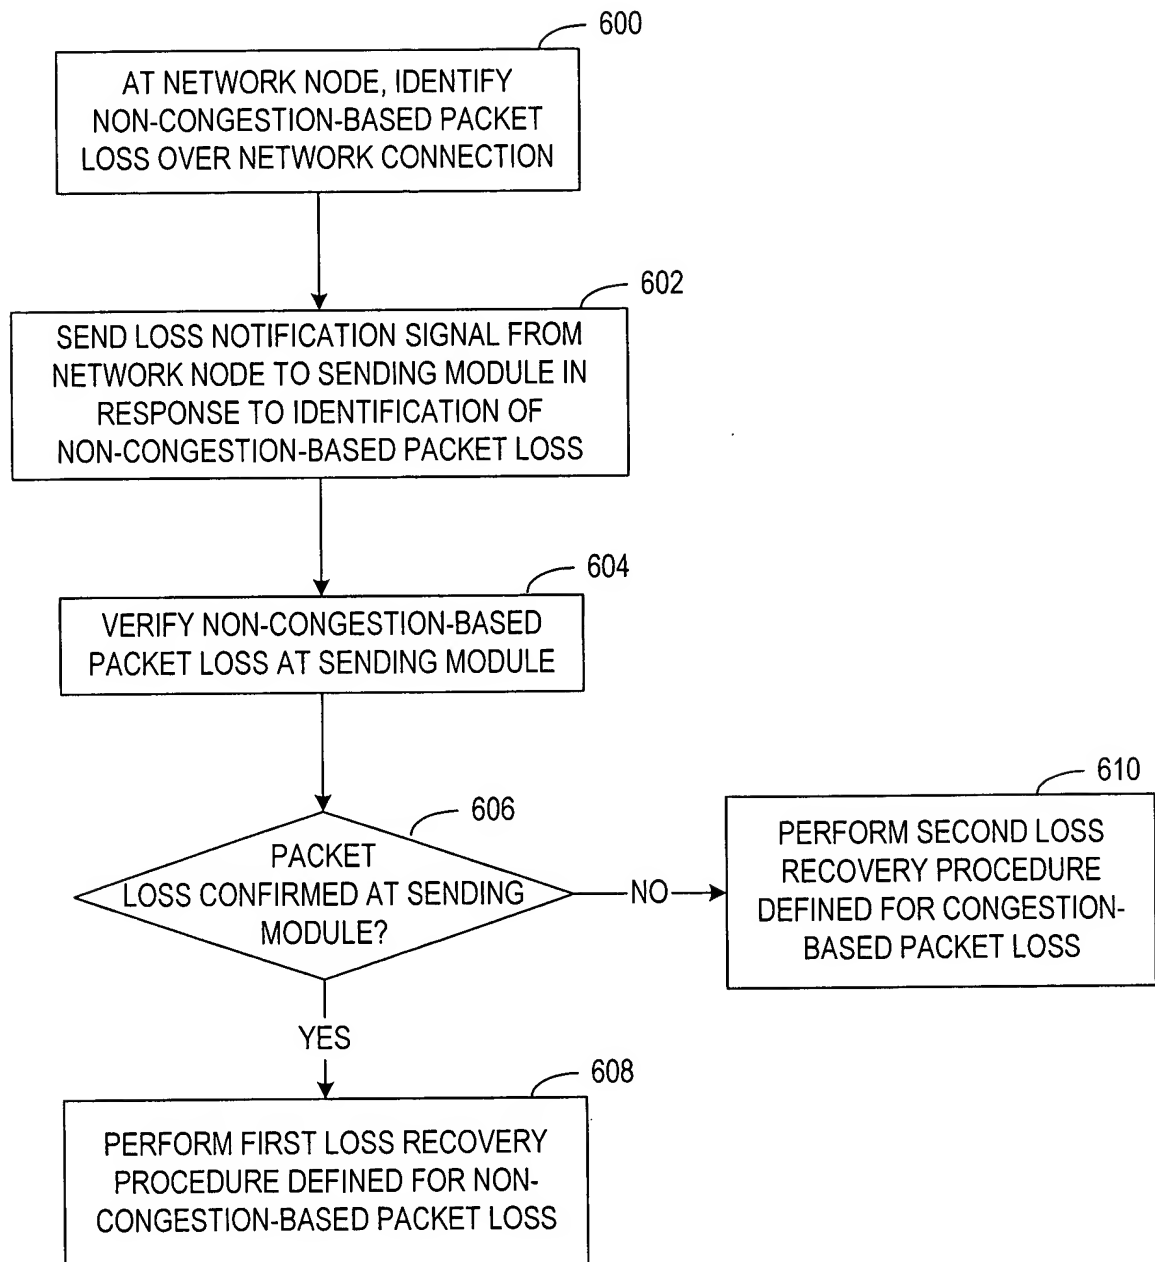 600
AT NETWORK NODE, IDENTIFY
NON-CONGESTION-BASED PACKET
LOSS OVER NETWORK CONNECTION
602
SEND LOSS NOTIFICATION SIGNAL FROM
NETWORK NODE TO SENDING MODULE IN
RESPONSE TO IDENTIFICATION OF
NON-CONGESTION-BASED PACKET LOSS
604
VERIFY NON-CONGESTION-BASED
PACKET LOSS AT SENDING MODULE
606
PACKET
LOSS CONFIRMED AT SENDING
MODULE?
NO
610
PERFORM SECOND LOSS
RECOVERY PROCEDURE
DEFINED FOR CONGESTION-
BASED PACKET LOSS
YES
608
PERFORM FIRST LOSS RECOVERY
PROCEDURE DEFINED FOR NON-
CONGESTION-BASED PACKET LOSS